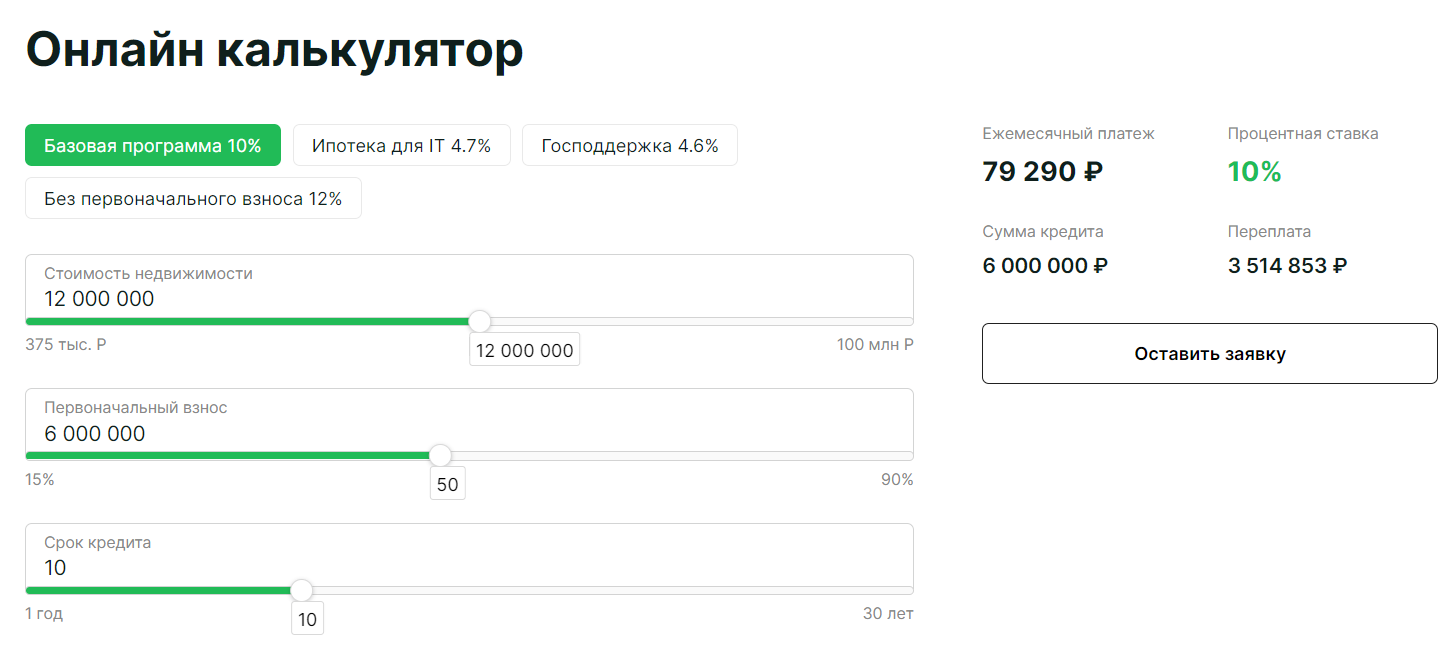 Онлайн калькулятор
Базовая программа 10%
Ипотека для IT 4.7%
Господдержка 4.6%
Без первоначального взноса 12%
Стоимость недвижимости
12 000 000
12 000 000
375 тыс. Р
100 млн Р
Первоначальный взнос
6 000 000
15%
50
90%
Срок кредита
10
1 год
10
30 лет
Ежемесячный платеж
79 290 ₽
Процентная ставка
10%
Сумма кредита
6 000 000 ₽
Переплата
3 514 853 ₽
Оставить заявку